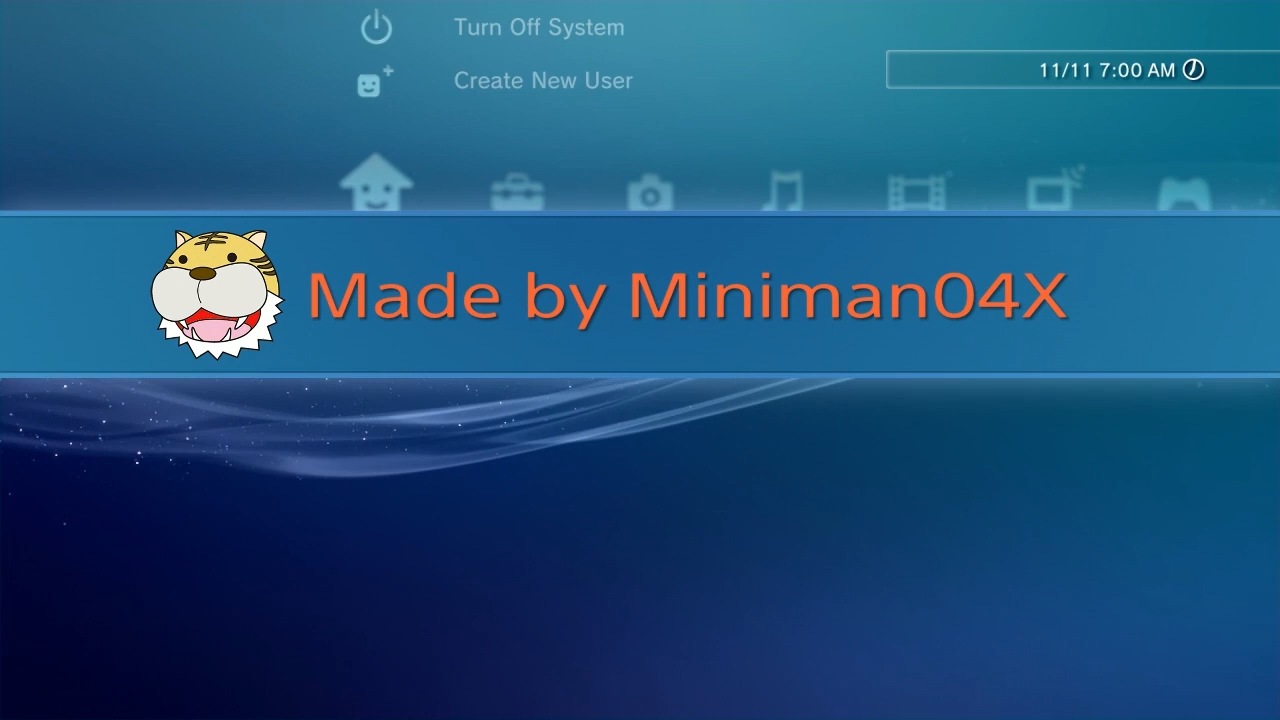 Turn Off System
Create New User
11/11 7:00 AM
Made by Miniman04X